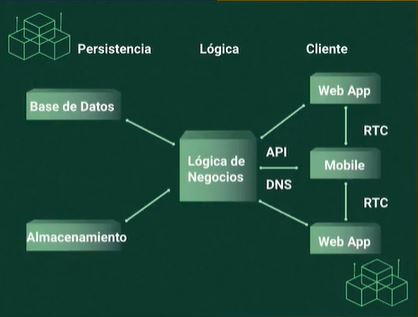 Persistencia
Lógica
Cliente
Base de Datos
Almacenamiento
Lógica de
Negocios
API
DNS
Web App
RTC
Mobile
RTC
Web App